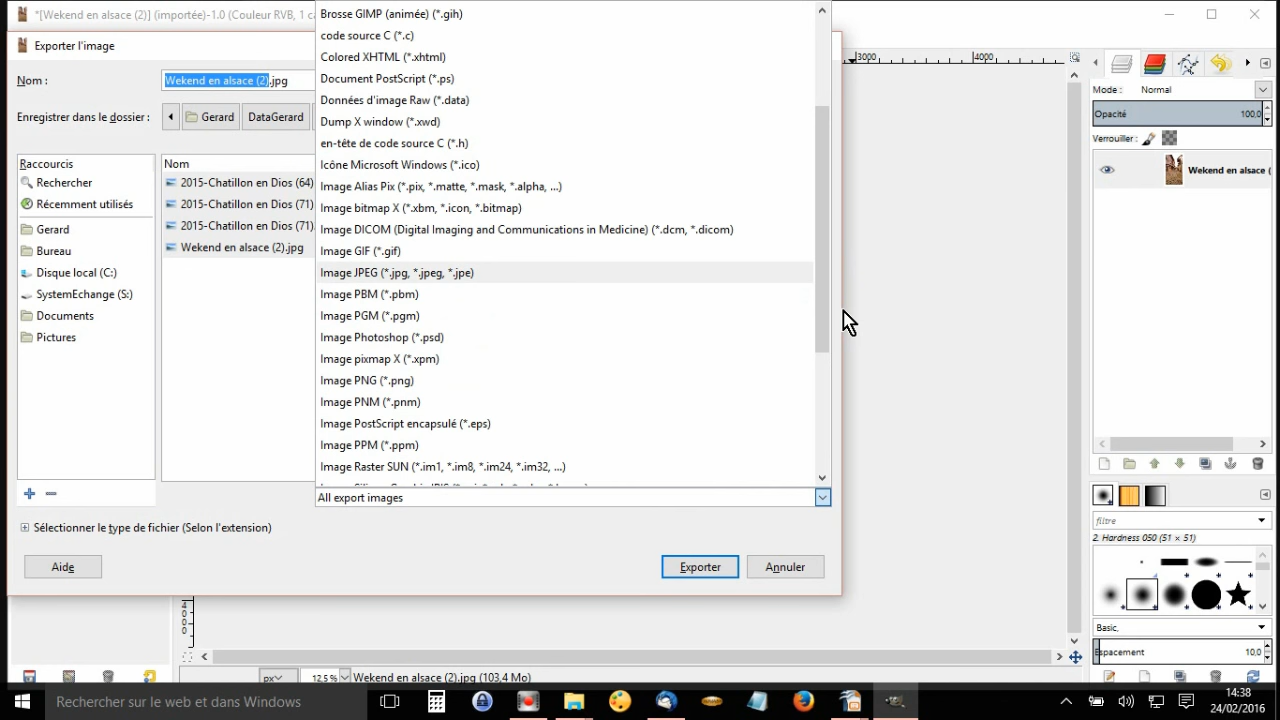 *[Wekend en alsace (2)] (importée)-1.0 (Couleur RVB, 1 ca
Exporter l'image
Nom :
Wekend en alsace (2).jpg
Enregistrer dans le dossier :
Gerard
DataGerard
Raccourcis
Rechercher
Récemment utilisés
Gerard
Bureau
Disque local (C:)
SystemEchange (S:)
Documents
Pictures
Nom
2015-Chatillon en Dios (64)
2015-Chatillon en Dios (71)
2015-Chatillon en Dios (71).
Wekend en alsace (2).jpg
Brosse GIMP (animée) (*.gih)
code source C (*.c)
Colored XHTML (*.xhtml)
Document PostScript (*.ps)
Données d'image Raw (*.data)
Dump X window (*.xwd)
en-tête de code source C (*.h)
Icône Microsoft Windows (*.ico)
Image Alias Pix (*.pix, *.matte, *.mask, *.alpha, ...)
Image bitmap X (*.xbm, *.icon, *.bitmap)
Image DICOM (Digital Imaging and Communications in Medicine) (*.dcm, *.dicom)
Image GIF (*.gif)
Image JPEG (*.jpg, *.jpeg, *.jpe)
Image PBM (*.pbm)
Image PGM (*.pgm)
Image Photoshop (*.psd)
Image pixmap X (*.xpm)
Image PNG (*.png)
Image PNM (*.pnm)
Image PostScript encapsulé (*.eps)
Image PPM (*.ppm)
Image Raster SUN (*.im1, *.im8, *.im24, *.im32, ...)
All export images
Sélectionner le type de fichier (Selon l'extension)
Aide
Exporter
Annuler
3000
4000
Mode :
Normal
Opacité
100,0
Verrouiller :
Wekend en alsace (
filtre
2. Hardness 050 (51 × 51)
Basic,
Espacement
10,0
4000
px
12,5 %
Wekend en alsace (2).jpg (103,4 Mo)
Rechercher sur le web et dans Windows
14:38
24/02/2016